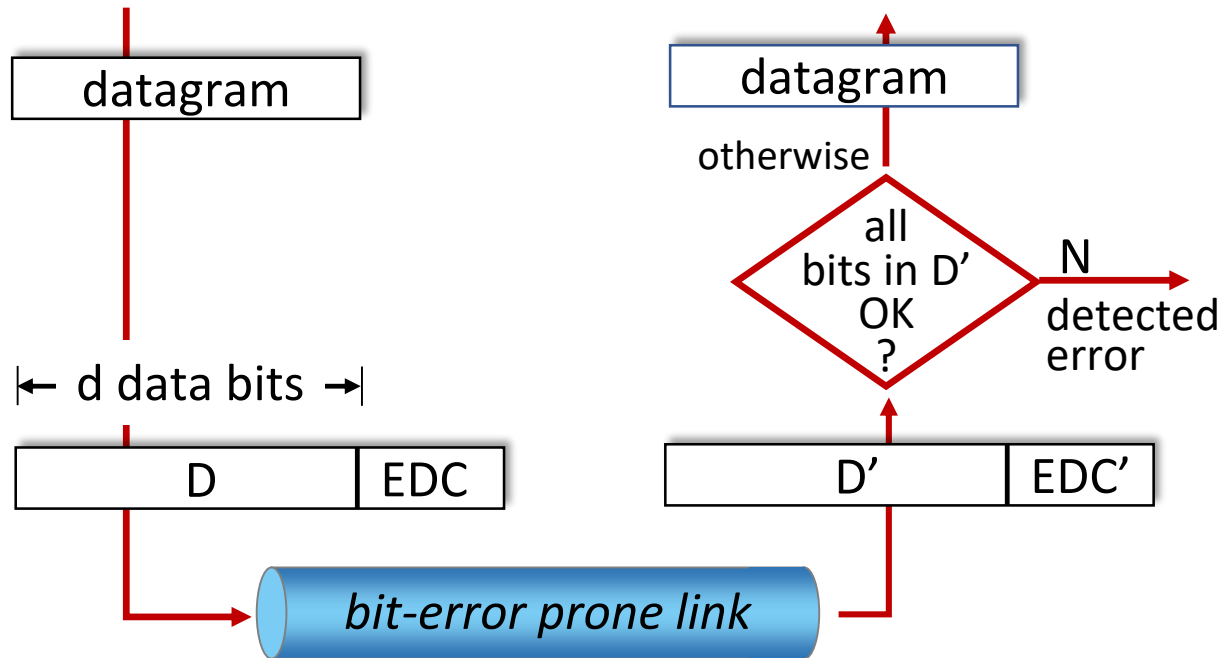 datagram
d data bits
D
EDC
bit-error prone link
D’
EDC’
all
bits in D’
OK
?
N
detected
error
otherwise
datagram